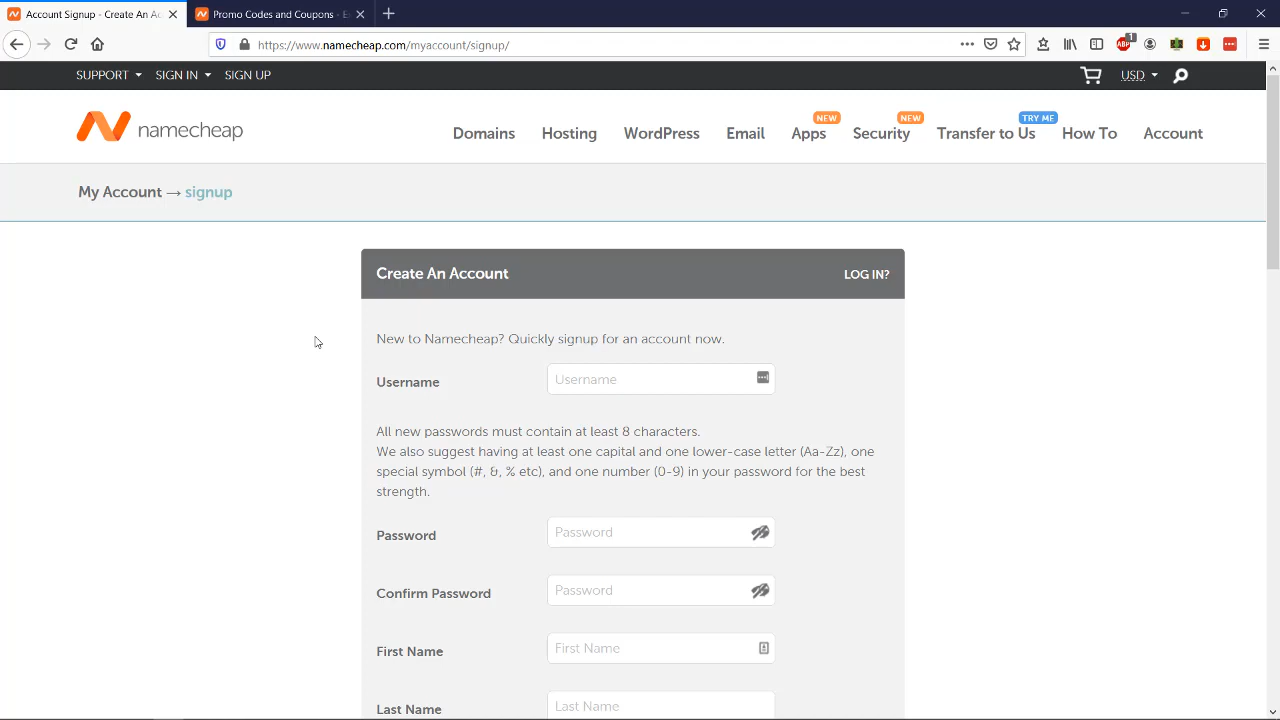 Account Signup - Create An Ac
Promo Codes and Coupons - E
https://www.namecheap.com/myaccount/signup/
ABP
1
SUPPORT
SIGN IN
SIGN UP
USD
namecheap
Domains
Hosting
WordPress
Email
Apps
NEW
Security
NEW
Transfer to Us
TRY ME
How To
Account
My Account → signup
Create An Account
LOG IN?
New to Namecheap? Quickly signup for an account now.
Username
Username
All new passwords must contain at least 8 characters.
We also suggest having at least one capital and one lower-case letter (Aa-Zz), one
special symbol (#, &, % etc), and one number (0-9) in your password for the best
strength.
Password
Password
Confirm Password
Password
First Name
First Name
Last Name
Last Name